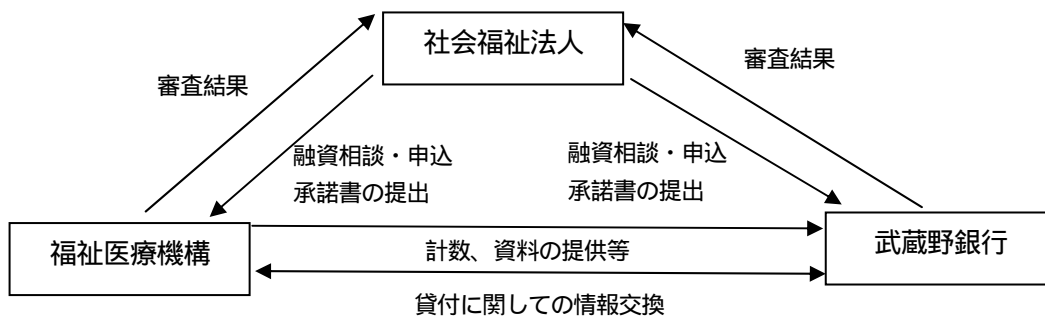 社会福祉法人
審査結果
審査結果
融資相談・申込
承諾書の提出
融資相談・申込
承諾書の提出
福祉医療機構
武蔵野銀行
計数、資料の提供等
貸付に関しての情報交換